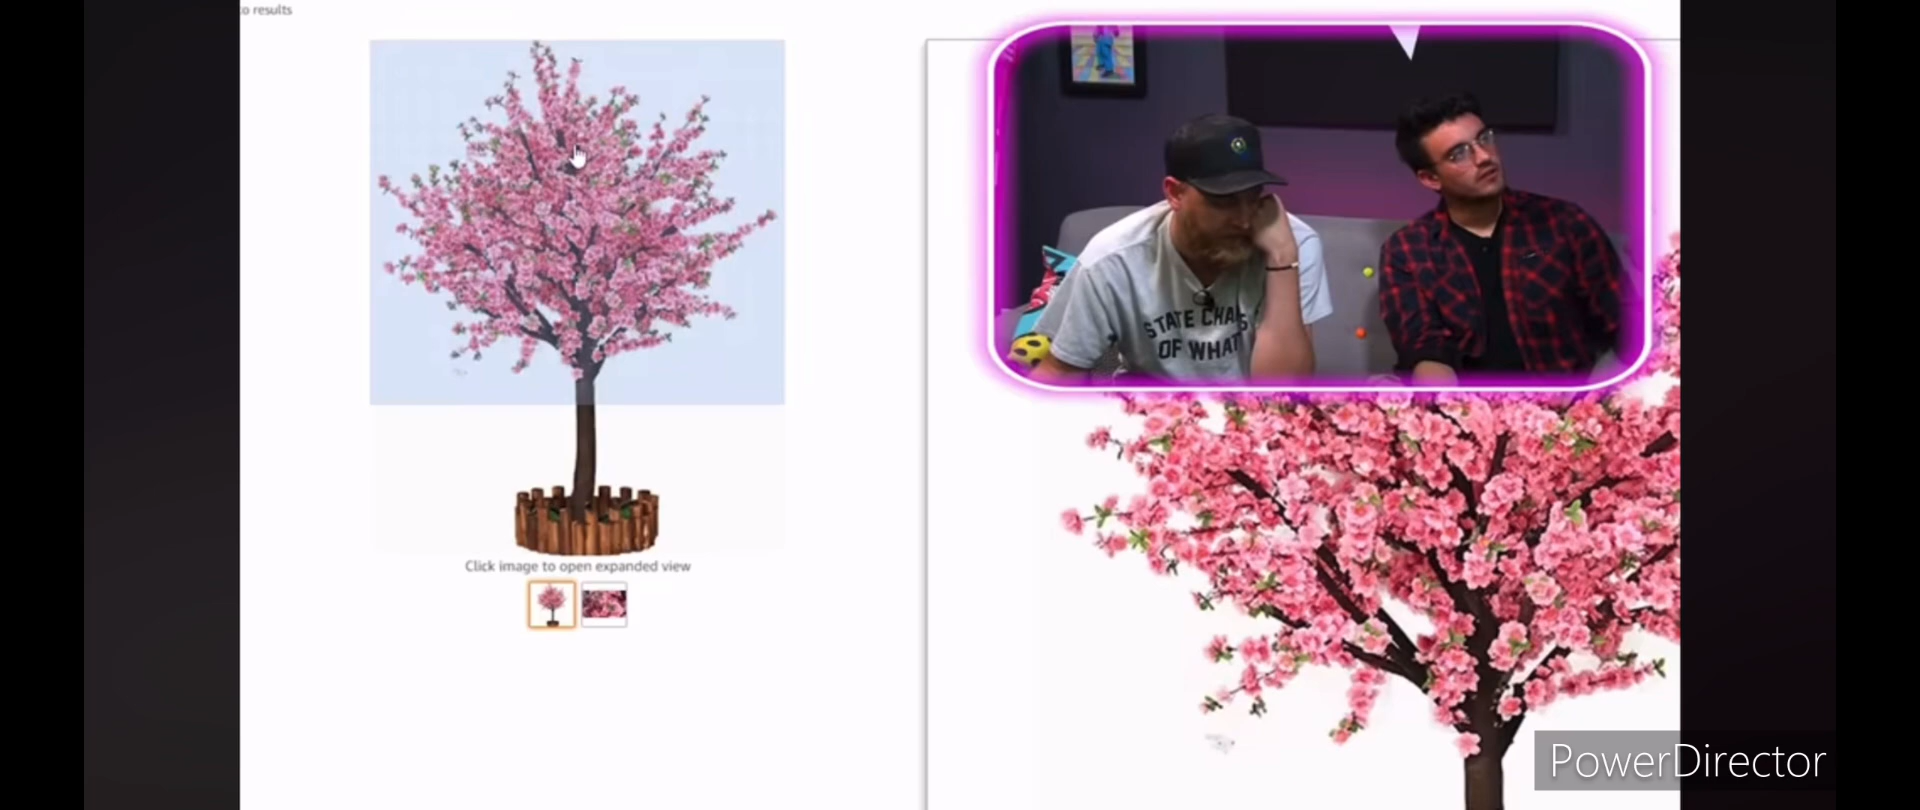 to results
STATE CHA
OF WHAT
Click image to open expanded view
PowerDirector